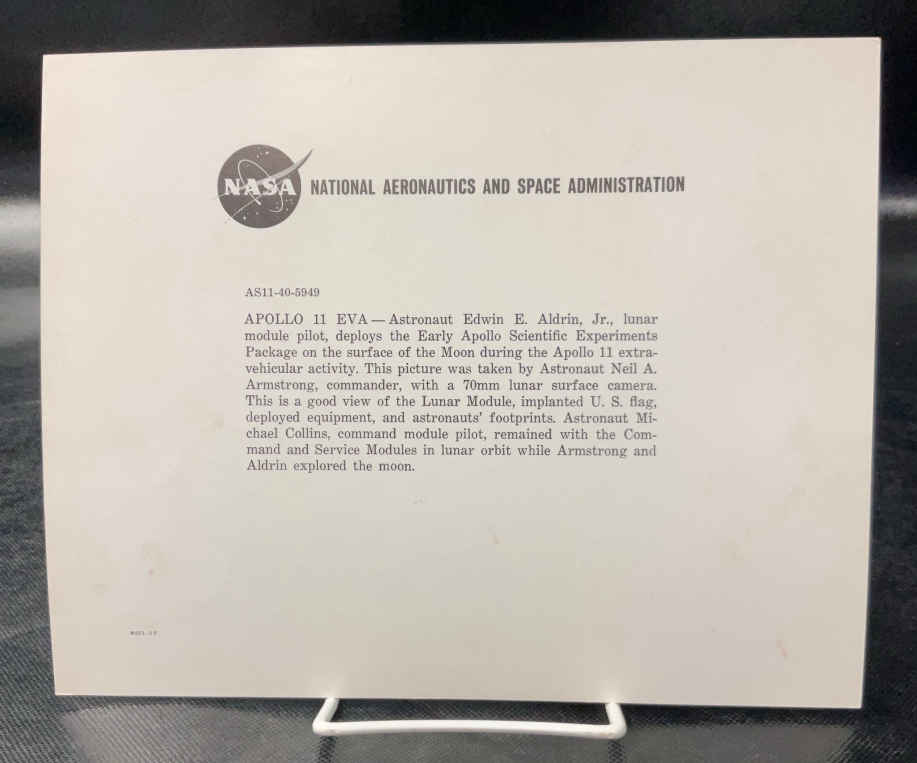 NASA NATIONAL AERONAUTICS AND SPACE ADMINISTRATION
AS11-40-5949
APOLLO 11 EVA — Astronaut Edwin E. Aldrin, Jr., lunar
module pilot, deploys the Early Apollo Scientific Experiments
Package on the surface of the Moon during the Apollo 11 extra-
vehicular activity. This picture was taken by Astronaut Neil A.
Armstrong, commander, with a 70mm lunar surface camera.
This is a good view of the Lunar Module, implanted U. S. flag,
deployed equipment, and astronauts' footprints. Astronaut Mi-
chael Collins, command module pilot, remained with the Com-
mand and Service Modules in lunar orbit while Armstrong and
Aldrin explored the moon.